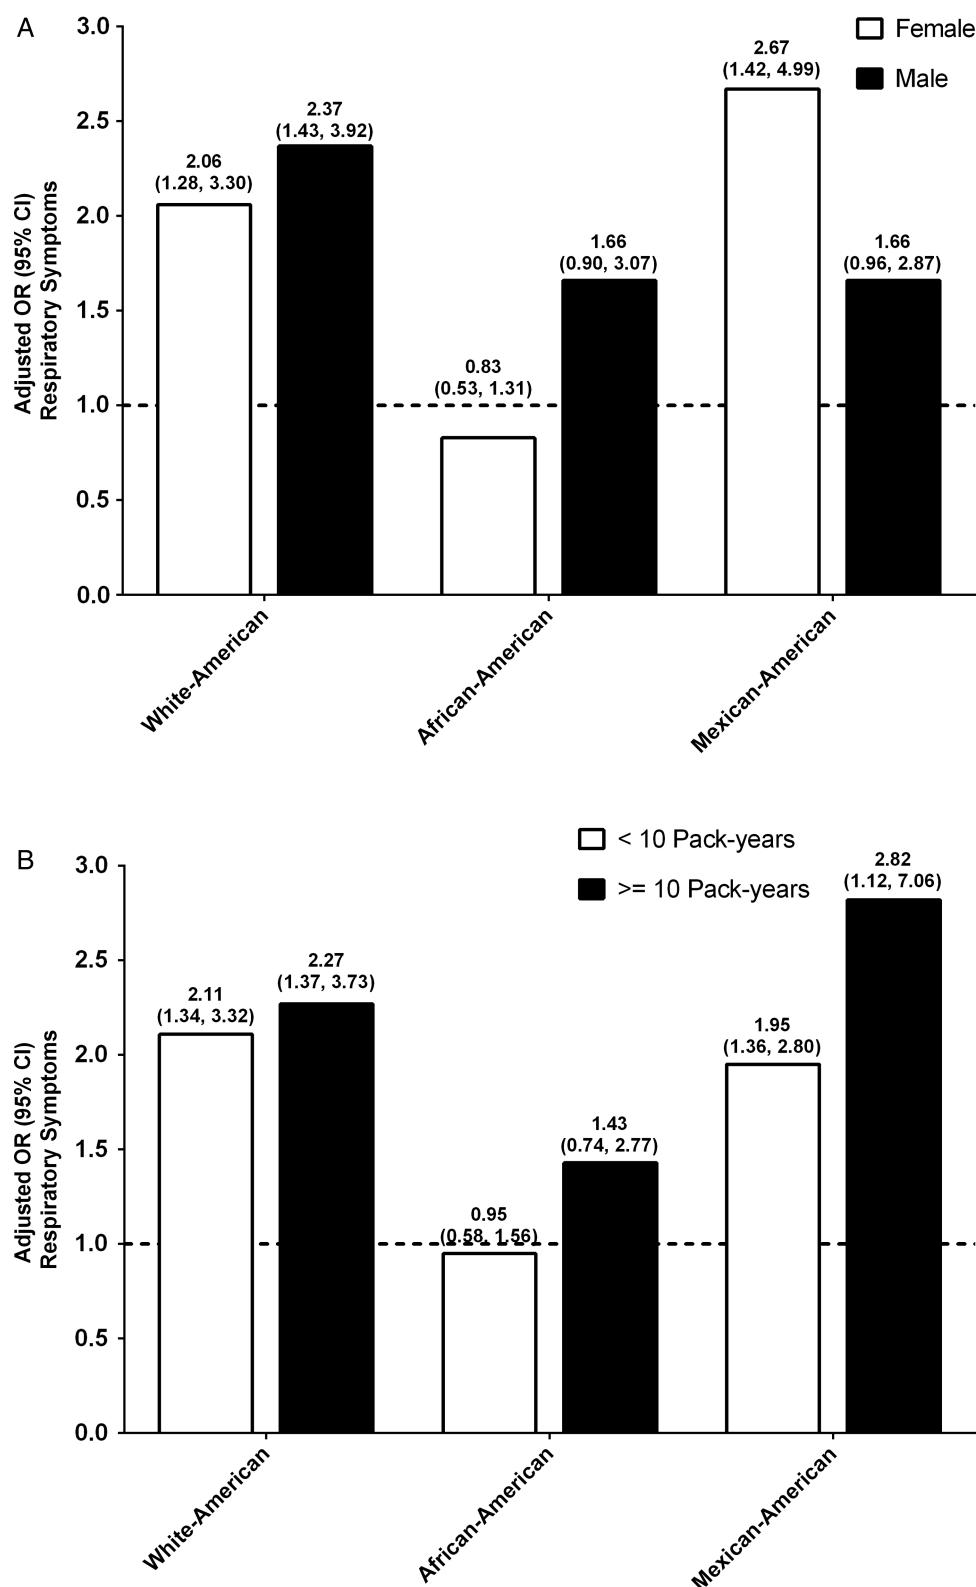 A
Female
Male
Adjusted OR (95% CI)
Respiratory Symptoms
3.0
2.5
2.0
1.5
1.0
0.5
0.0
2.06
(1.28, 3.30)
2.37
(1.43, 3.92)
0.83
(0.53, 1.31)
1.66
(0.90, 3.07)
2.67
(1.42, 4.99)
1.66
(0.96, 2.87)
White-American
African-American
Mexican-American
B
< 10 Pack-years
>= 10 Pack-years
Adjusted OR (95% CI)
Respiratory Symptoms
3.0
2.5
2.0
1.5
1.0
0.5
0.0
2.11
(1.34, 3.32)
2.27
(1.37, 3.73)
0.95
(0.58, 1.56)
1.43
(0.74, 2.77)
1.95
(1.36, 2.80)
2.82
(1.12, 7.06)
White-American
African-American
Mexican-American